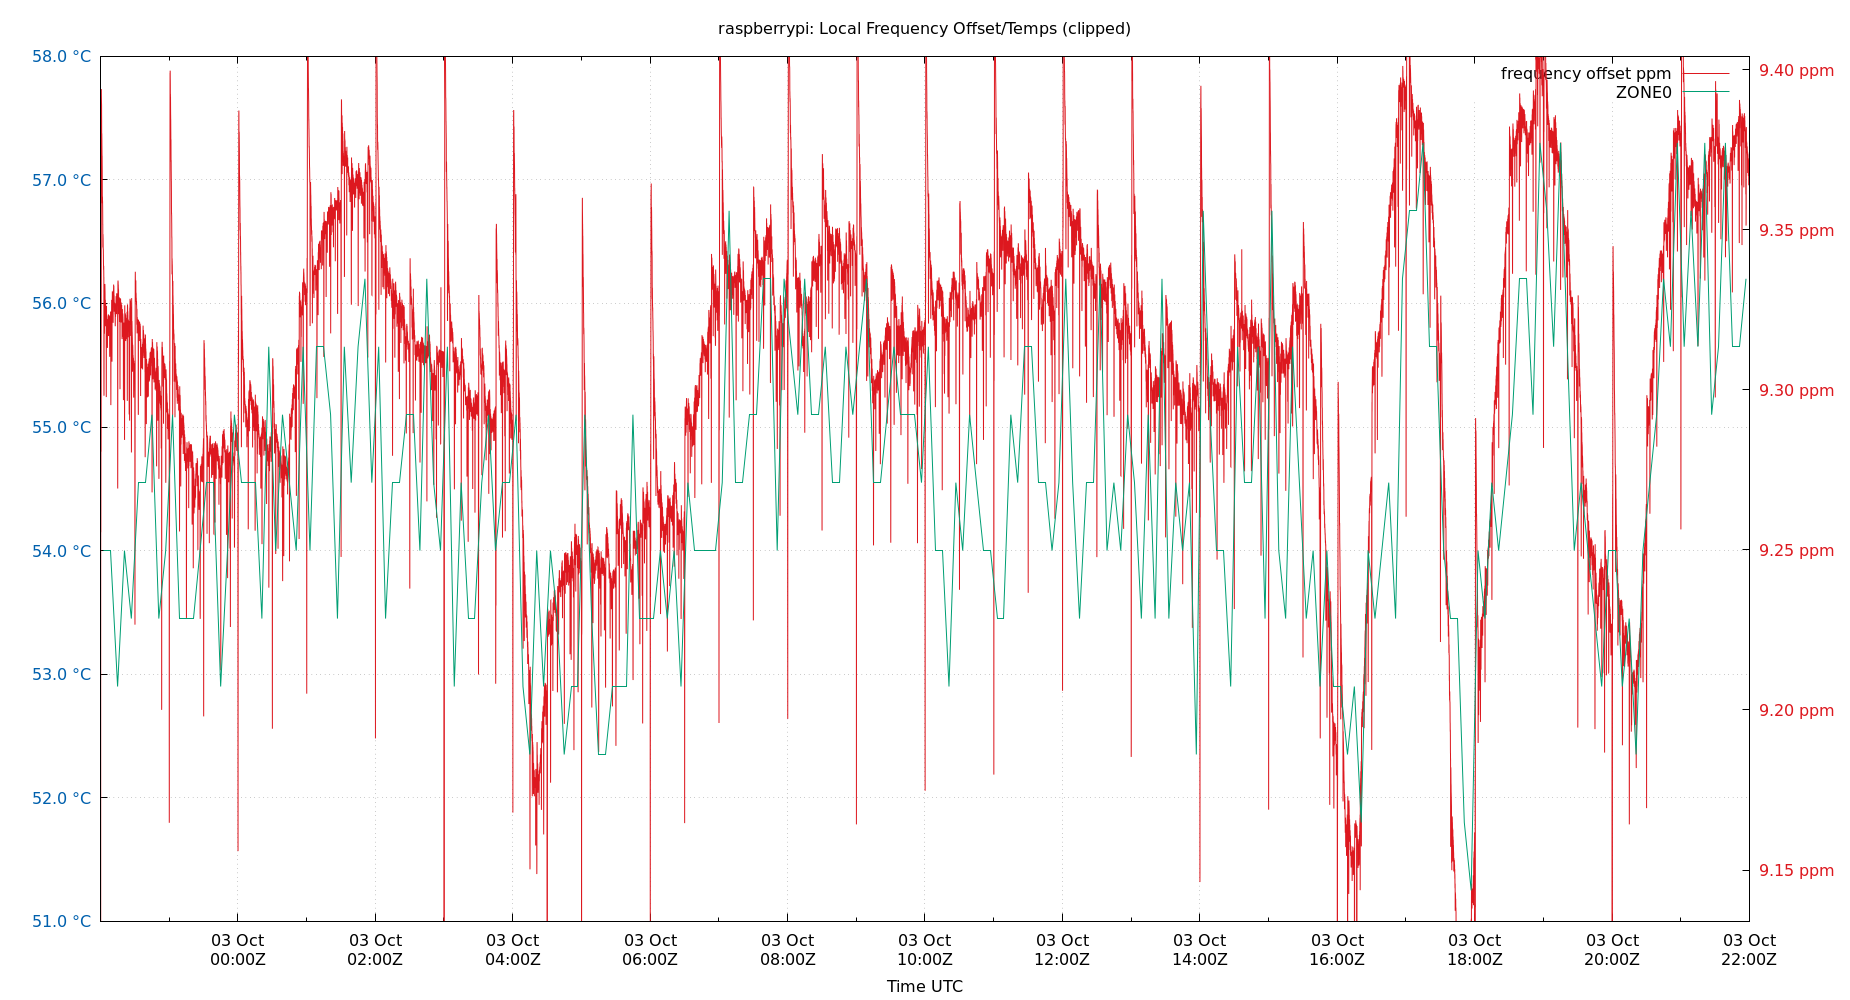 raspberrypi: Local Frequency Offset/Temps (clipped)
58.0 °C
57.0 °C
56.0 °C
55.0 °C
54.0 °C
53.0 °C
52.0 °C
51.0 °C
frequency offset ppm
ZONE0
9.40 ppm
9.35 ppm
9.30 ppm
9.25 ppm
9.20 ppm
9.15 ppm
03 Oct
00:00Z
03 Oct
02:00Z
03 Oct
04:00Z
03 Oct
06:00Z
03 Oct
08:00Z
03 Oct
10:00Z
03 Oct
12:00Z
03 Oct
14:00Z
03 Oct
16:00Z
03 Oct
18:00Z
03 Oct
20:00Z
03 Oct
22:00Z
Time UTC